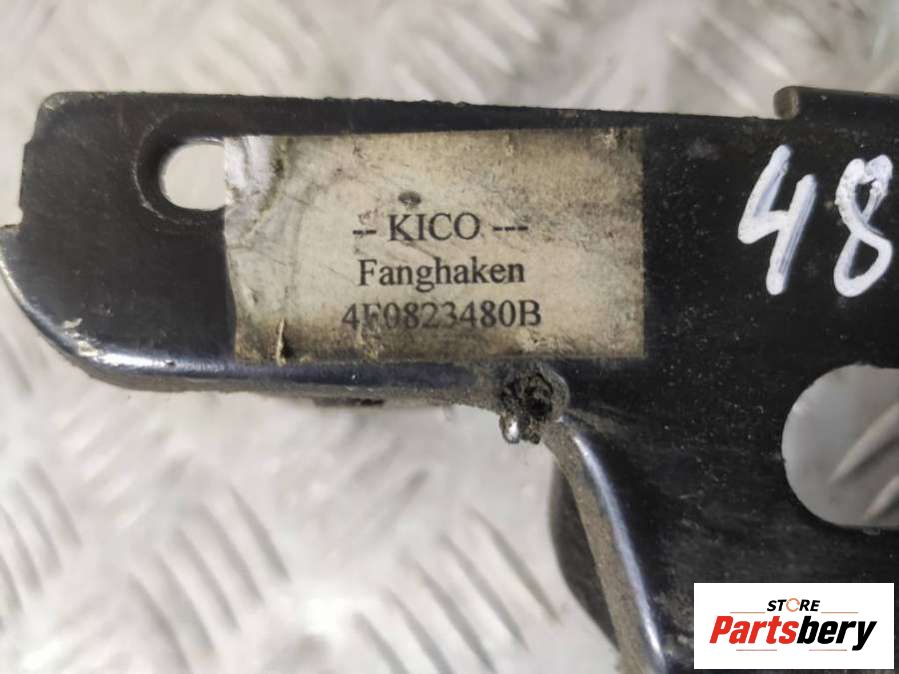 -- KICO ---
Fanghaken
4F0823480B
48
STORE
Partsbery